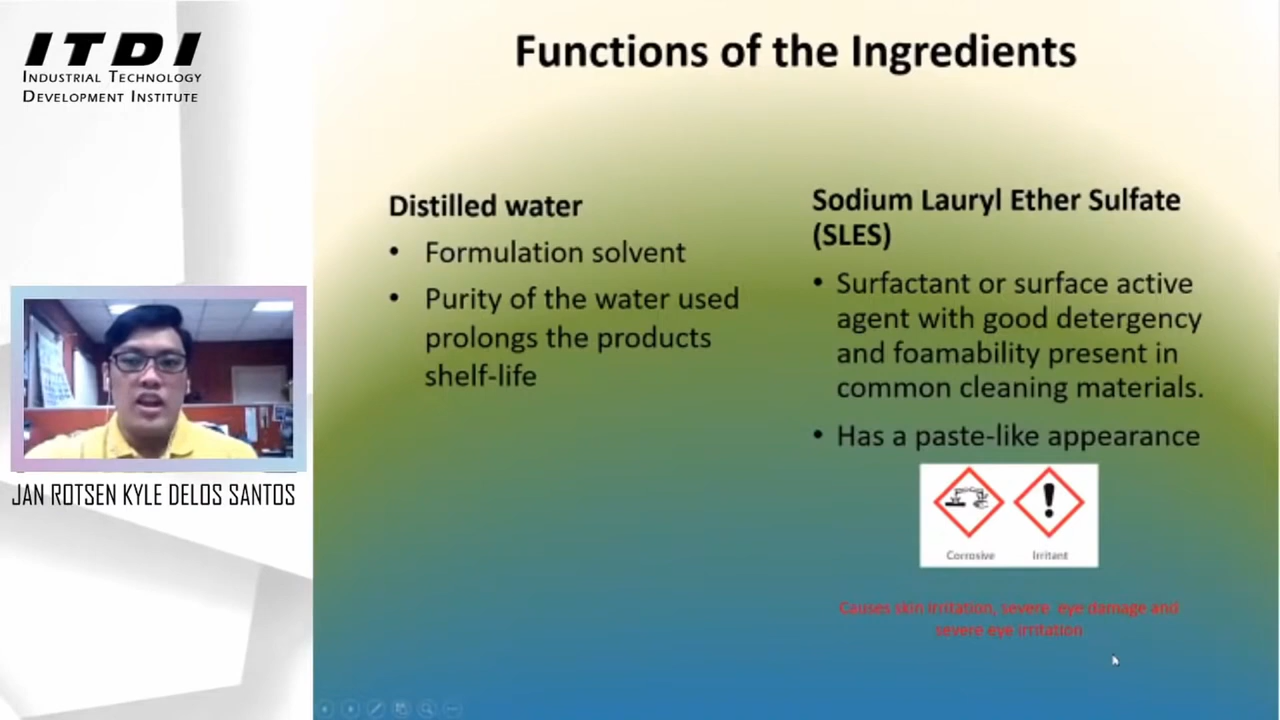 ITDI
INDUSTRIAL TECHNOLOGY
DEVELOPMENT INSTITUTE
Functions of the Ingredients
Distilled water
• Formulation solvent
• Purity of the water used
prolongs the products
shelf-life
Sodium Lauryl Ether Sulfate
(SLES)
• Surfactant or surface active
agent with good detergency
and foamability present in
common cleaning materials.
• Has a paste-like appearance
Corrosive
Irritant
Causes skin irritation, severe eye damage and
severe eye irritation
JAN ROTSEN KYLE DELOS SANTOS